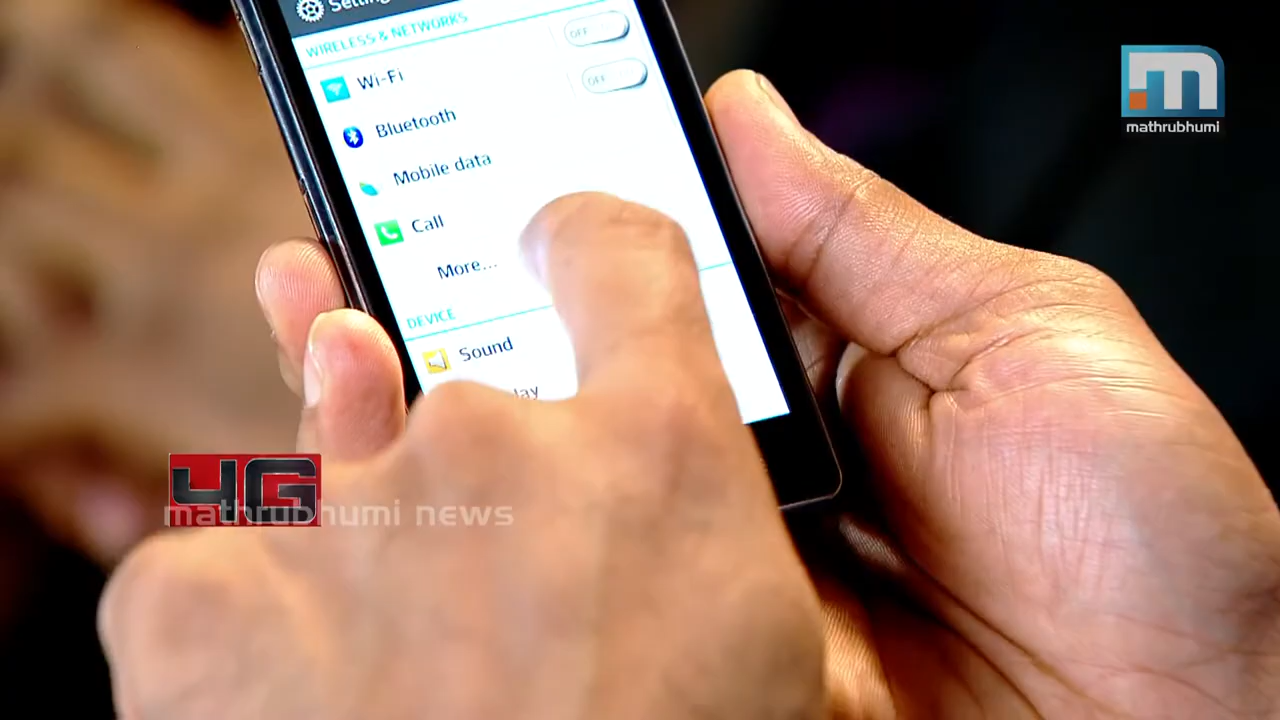 WIRELESS & NETWORKS
OFF
Wi-Fi
OFF
Bluetooth
Mobile data
Call
More...
DEVICE
Sound
mathrubhumi
4G
mathrubhumi news